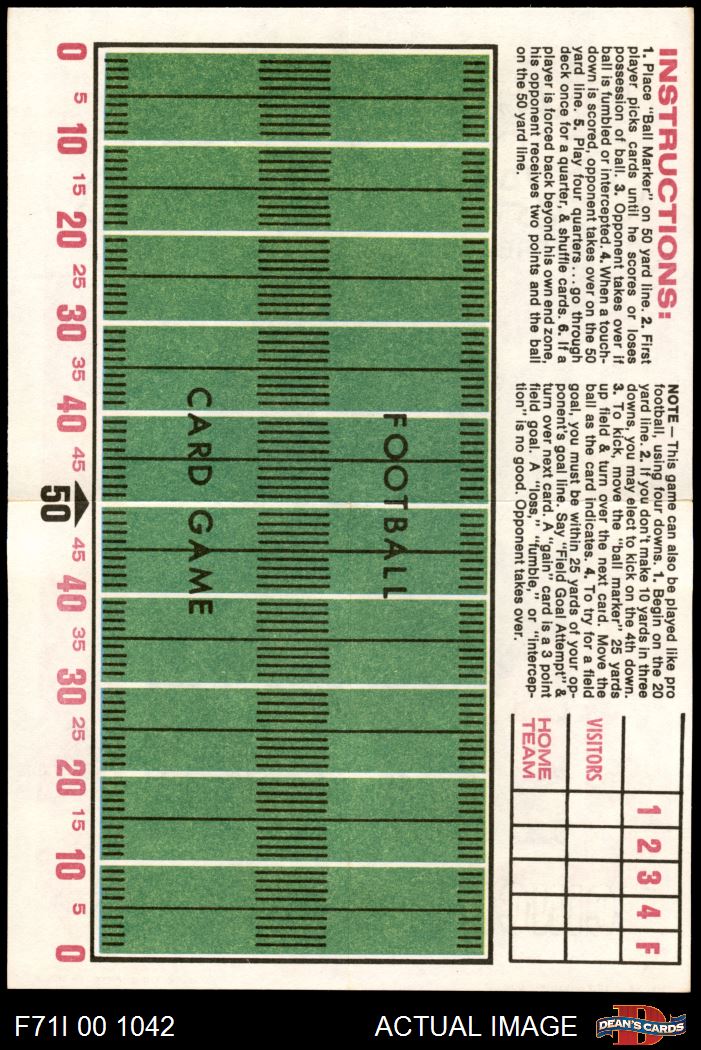 INSTRUCTIONS:
1. Place "Ball Marker" on 50 yard line. 2. First
player picks cards until he scores or loses
possession of ball. 3. Opponent takes over if
ball is fumbled or intercepted. 4. When a touch-
down is scored, opponent takes over on the 50
yard line. 5. Play four quarters . . . go through
deck once for a quarter, & shuffle cards. 6. If a
player is forced back beyond his own end zone,
his opponent receives two points and the ball
on the 50 yard line.
NOTE — This game can also be played like pro
football, using four downs. 1. Begin on the 20
yard line. 2. If you don't make 10 yards in three
downs, you may elect to kick on the 4th down.
3. To kick, move the "ball marker" 25 yards
up field & turn over the next card. Move the
ball as the card indicates. 4. To try for a field
goal, you must be within 25 yards of your op-
ponent's goal line. Say "Field Goal Attempt" &
turn over next card. A "gain" card is a 3 point
field goal. A "loss," "fumble," or "intercep-
tion" is no good. Opponent takes over.
1 2 3 4 F
VISITORS
HOME
TEAM
FOOTBALL
CARD GAME
0 5 10 15 20 25 30 35 40 45 50 45 40 35 30 25 20 15 10 5 0
F71I 00 1042
ACTUAL IMAGE
D
DEAN'S CARDS